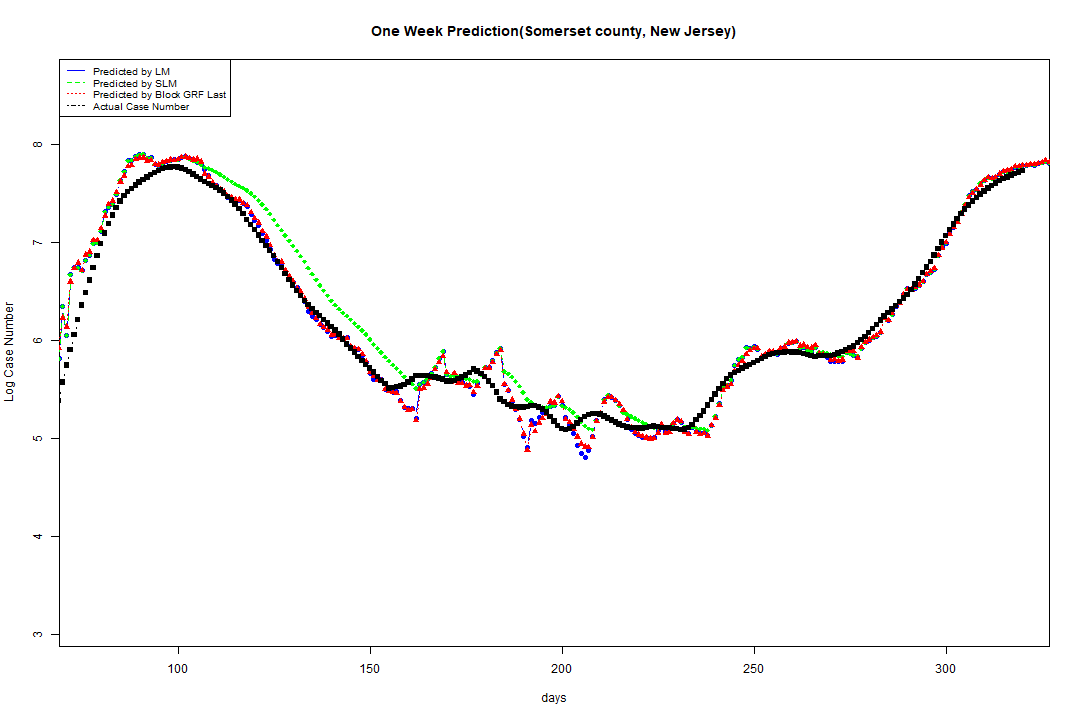 One Week Prediction(Somerset county, New Jersey)
Predicted by LM
Predicted by SLM
Predicted by Block GRF Last
Actual Case Number
8
7
6
5
4
3
Log Case Number
100 150 200 250 300
days